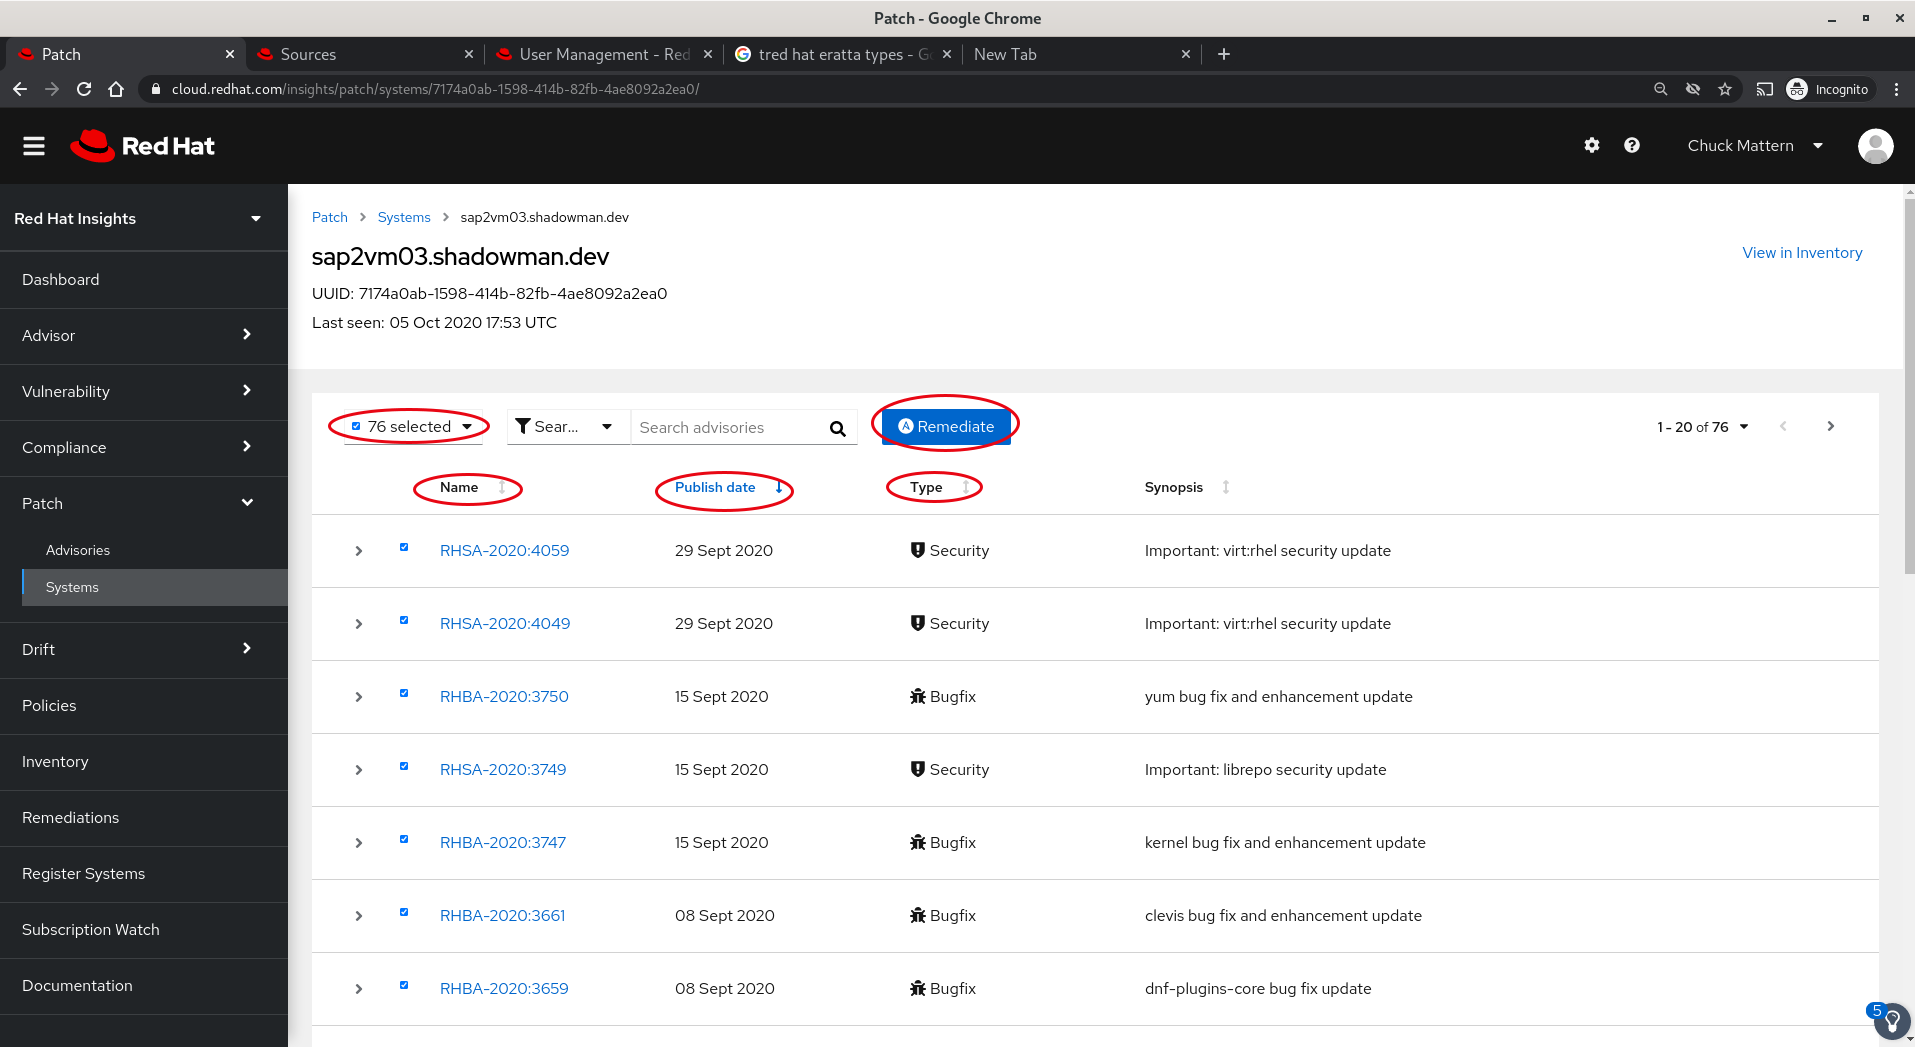 Patch - Google Chrome
Patch
Sources
User Management - Red
tred hat eratta types - G
New Tab
cloud.redhat.com/insights/patch/systems/7174a0ab-1598-414b-82fb-4ae8092a2ea0/
Incognito
Red Hat
Chuck Mattern
Red Hat Insights
Dashboard
Advisor
Vulnerability
Compliance
Patch
Advisories
Systems
Drift
Policies
Inventory
Remediations
Register Systems
Subscription Watch
Documentation
Patch > Systems > sap2vm03.shadowman.dev
sap2vm03.shadowman.dev
View in Inventory
UUID: 7174a0ab-1598-414b-82fb-4ae8092a2ea0
Last seen: 05 Oct 2020 17:53 UTC
76 selected Sear... Search advisories Remediate 1 - 20 of 76
Name Publish date Type Synopsis
RHSA-2020:4059 29 Sept 2020 Security Important: virt:rhel security update
RHSA-2020:4049 29 Sept 2020 Security Important: virt:rhel security update
RHBA-2020:3750 15 Sept 2020 Bugfix yum bug fix and enhancement update
RHSA-2020:3749 15 Sept 2020 Security Important: librepo security update
RHBA-2020:3747 15 Sept 2020 Bugfix kernel bug fix and enhancement update
RHBA-2020:3661 08 Sept 2020 Bugfix clevis bug fix and enhancement update
RHBA-2020:3659 08 Sept 2020 Bugfix dnf-plugins-core bug fix update
5